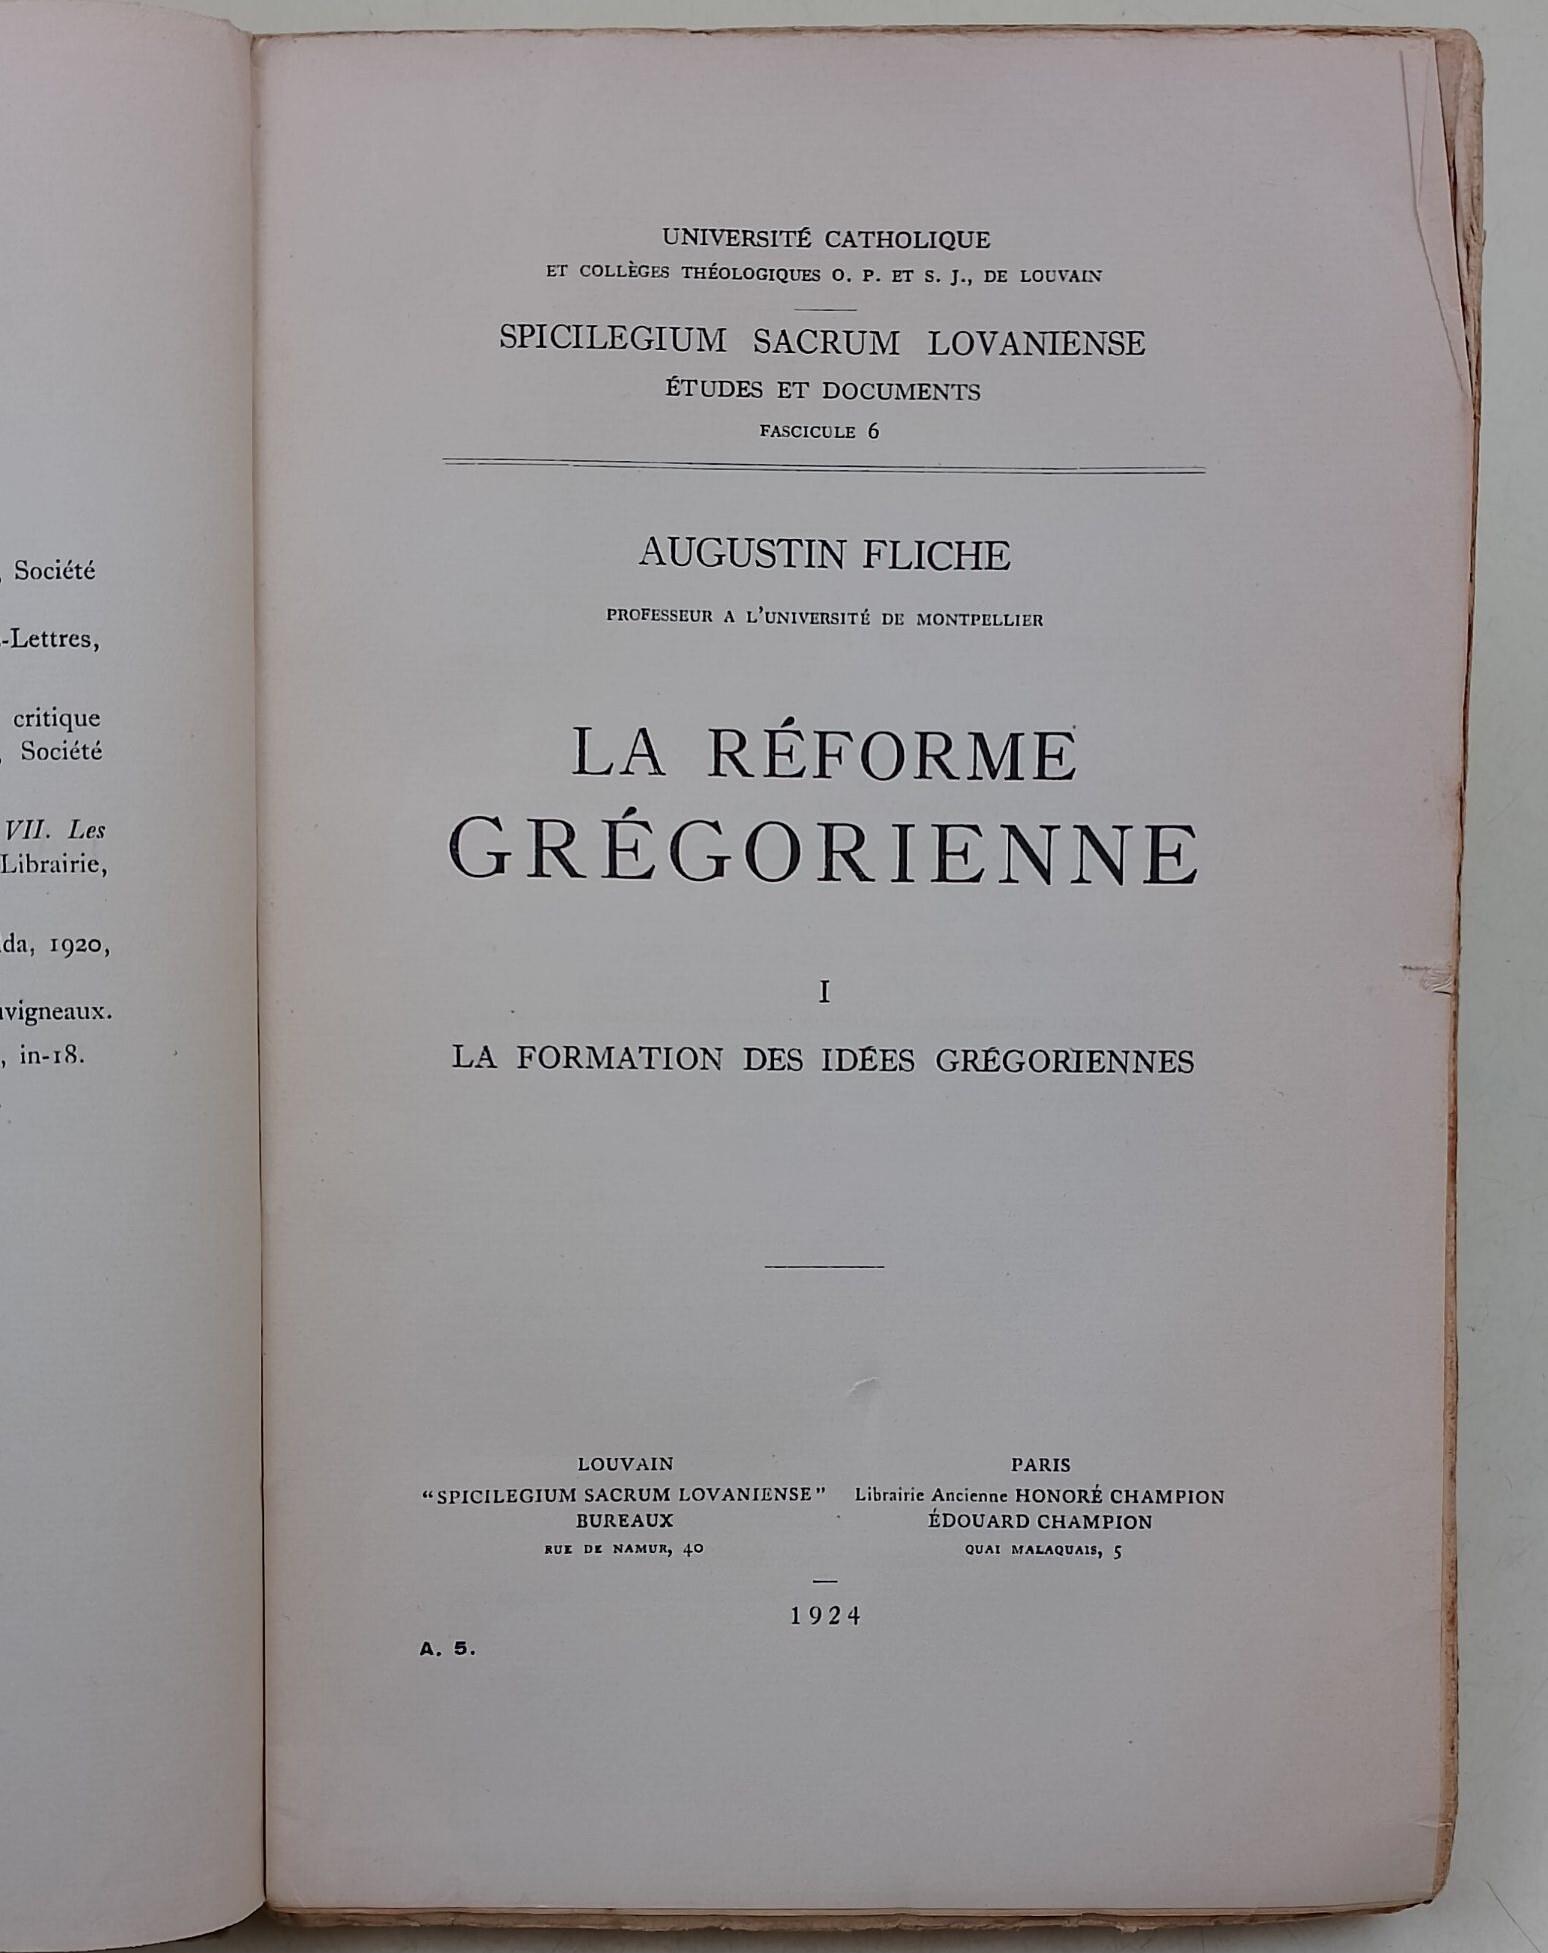 , Société
-Lettres,
critique
, Société
VII. Les
Librairie,
da, 1920,
vigneaux.
, in-18.
UNIVERSITÉ CATHOLIQUE
ET COLLÈGES THÉOLOGIQUES O. P. ET S. J., DE LOUVAIN
SPICILEGIUM SACRUM LOVANIENSE
ÉTUDES ET DOCUMENTS
FASCICULE 6
AUGUSTIN FLICHE
PROFESSEUR A L'UNIVERSITÉ DE MONTPELLIER
LA RÉFORME
GRÉGORIENNE
I
LA FORMATION DES IDÉES GRÉGORIENNES
LOUVAIN
"SPICILEGIUM SACRUM LOVANIENSE"
BUREAUX
RUE DE NAMUR, 40
PARIS
Librairie Ancienne HONORÉ CHAMPION
ÉDOUARD CHAMPION
QUAI MALAQUAIS, 5
1924
A. 5.